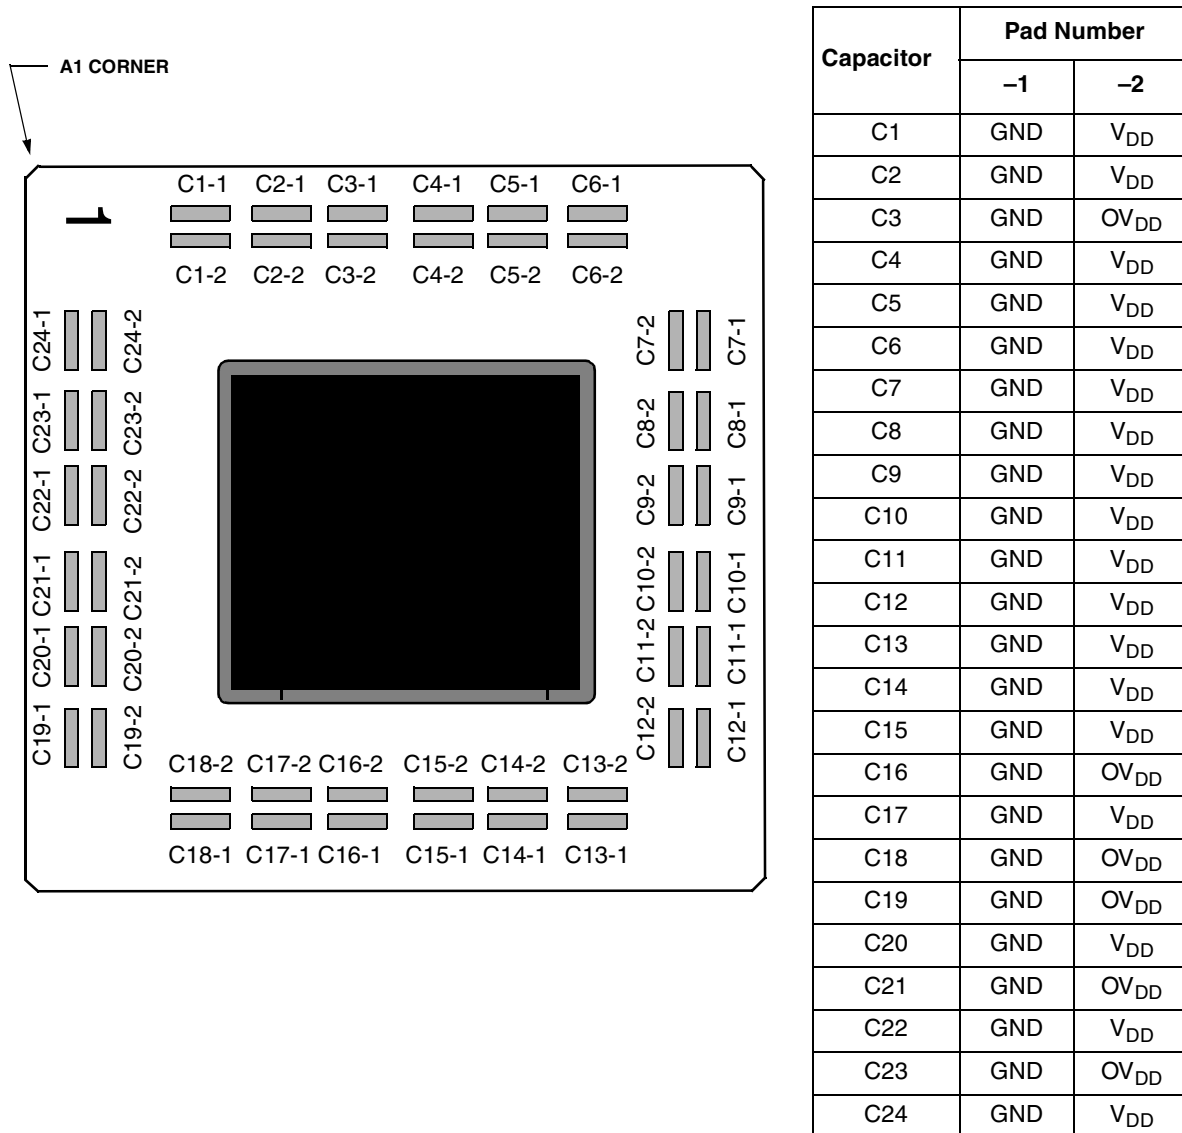 A1 CORNER
1
C1-1 C2-1 C3-1 C4-1 C5-1 C6-1
C1-2 C2-2 C3-2 C4-2 C5-2 C6-2
C24-1 C24-2 C7-2 C7-1
C23-1 C23-2 C8-2 C8-1
C22-1 C22-2 C9-2 C9-1
C21-1 C21-2 C10-2 C10-1
C20-1 C20-2 C11-2 C11-1
C19-1 C19-2 C12-2 C12-1
C18-2 C17-2 C16-2 C15-2 C14-2 C13-2
C18-1 C17-1 C16-1 C15-1 C14-1 C13-1
Capacitor Pad Number
–1 –2
C1 GND VDD
C2 GND VDD
C3 GND OVDD
C4 GND VDD
C5 GND VDD
C6 GND VDD
C7 GND VDD
C8 GND VDD
C9 GND VDD
C10 GND VDD
C11 GND VDD
C12 GND VDD
C13 GND VDD
C14 GND VDD
C15 GND VDD
C16 GND OVDD
C17 GND VDD
C18 GND OVDD
C19 GND OVDD
C20 GND VDD
C21 GND OVDD
C22 GND VDD
C23 GND OVDD
C24 GND VDD